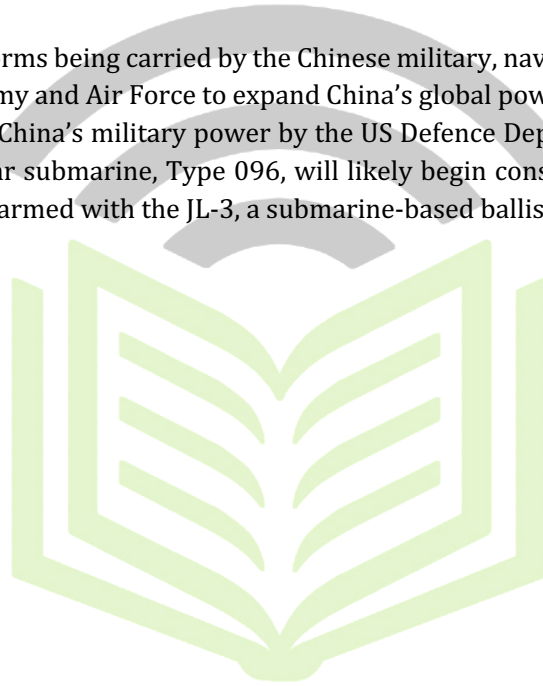 rms being carried by the Chinese military, nav
my and Air Force to expand China’s global pow
China’s military power by the US Defence Dep
ar submarine, Type 096, will likely begin cons
armed with the JL-3, a submarine-based ballis